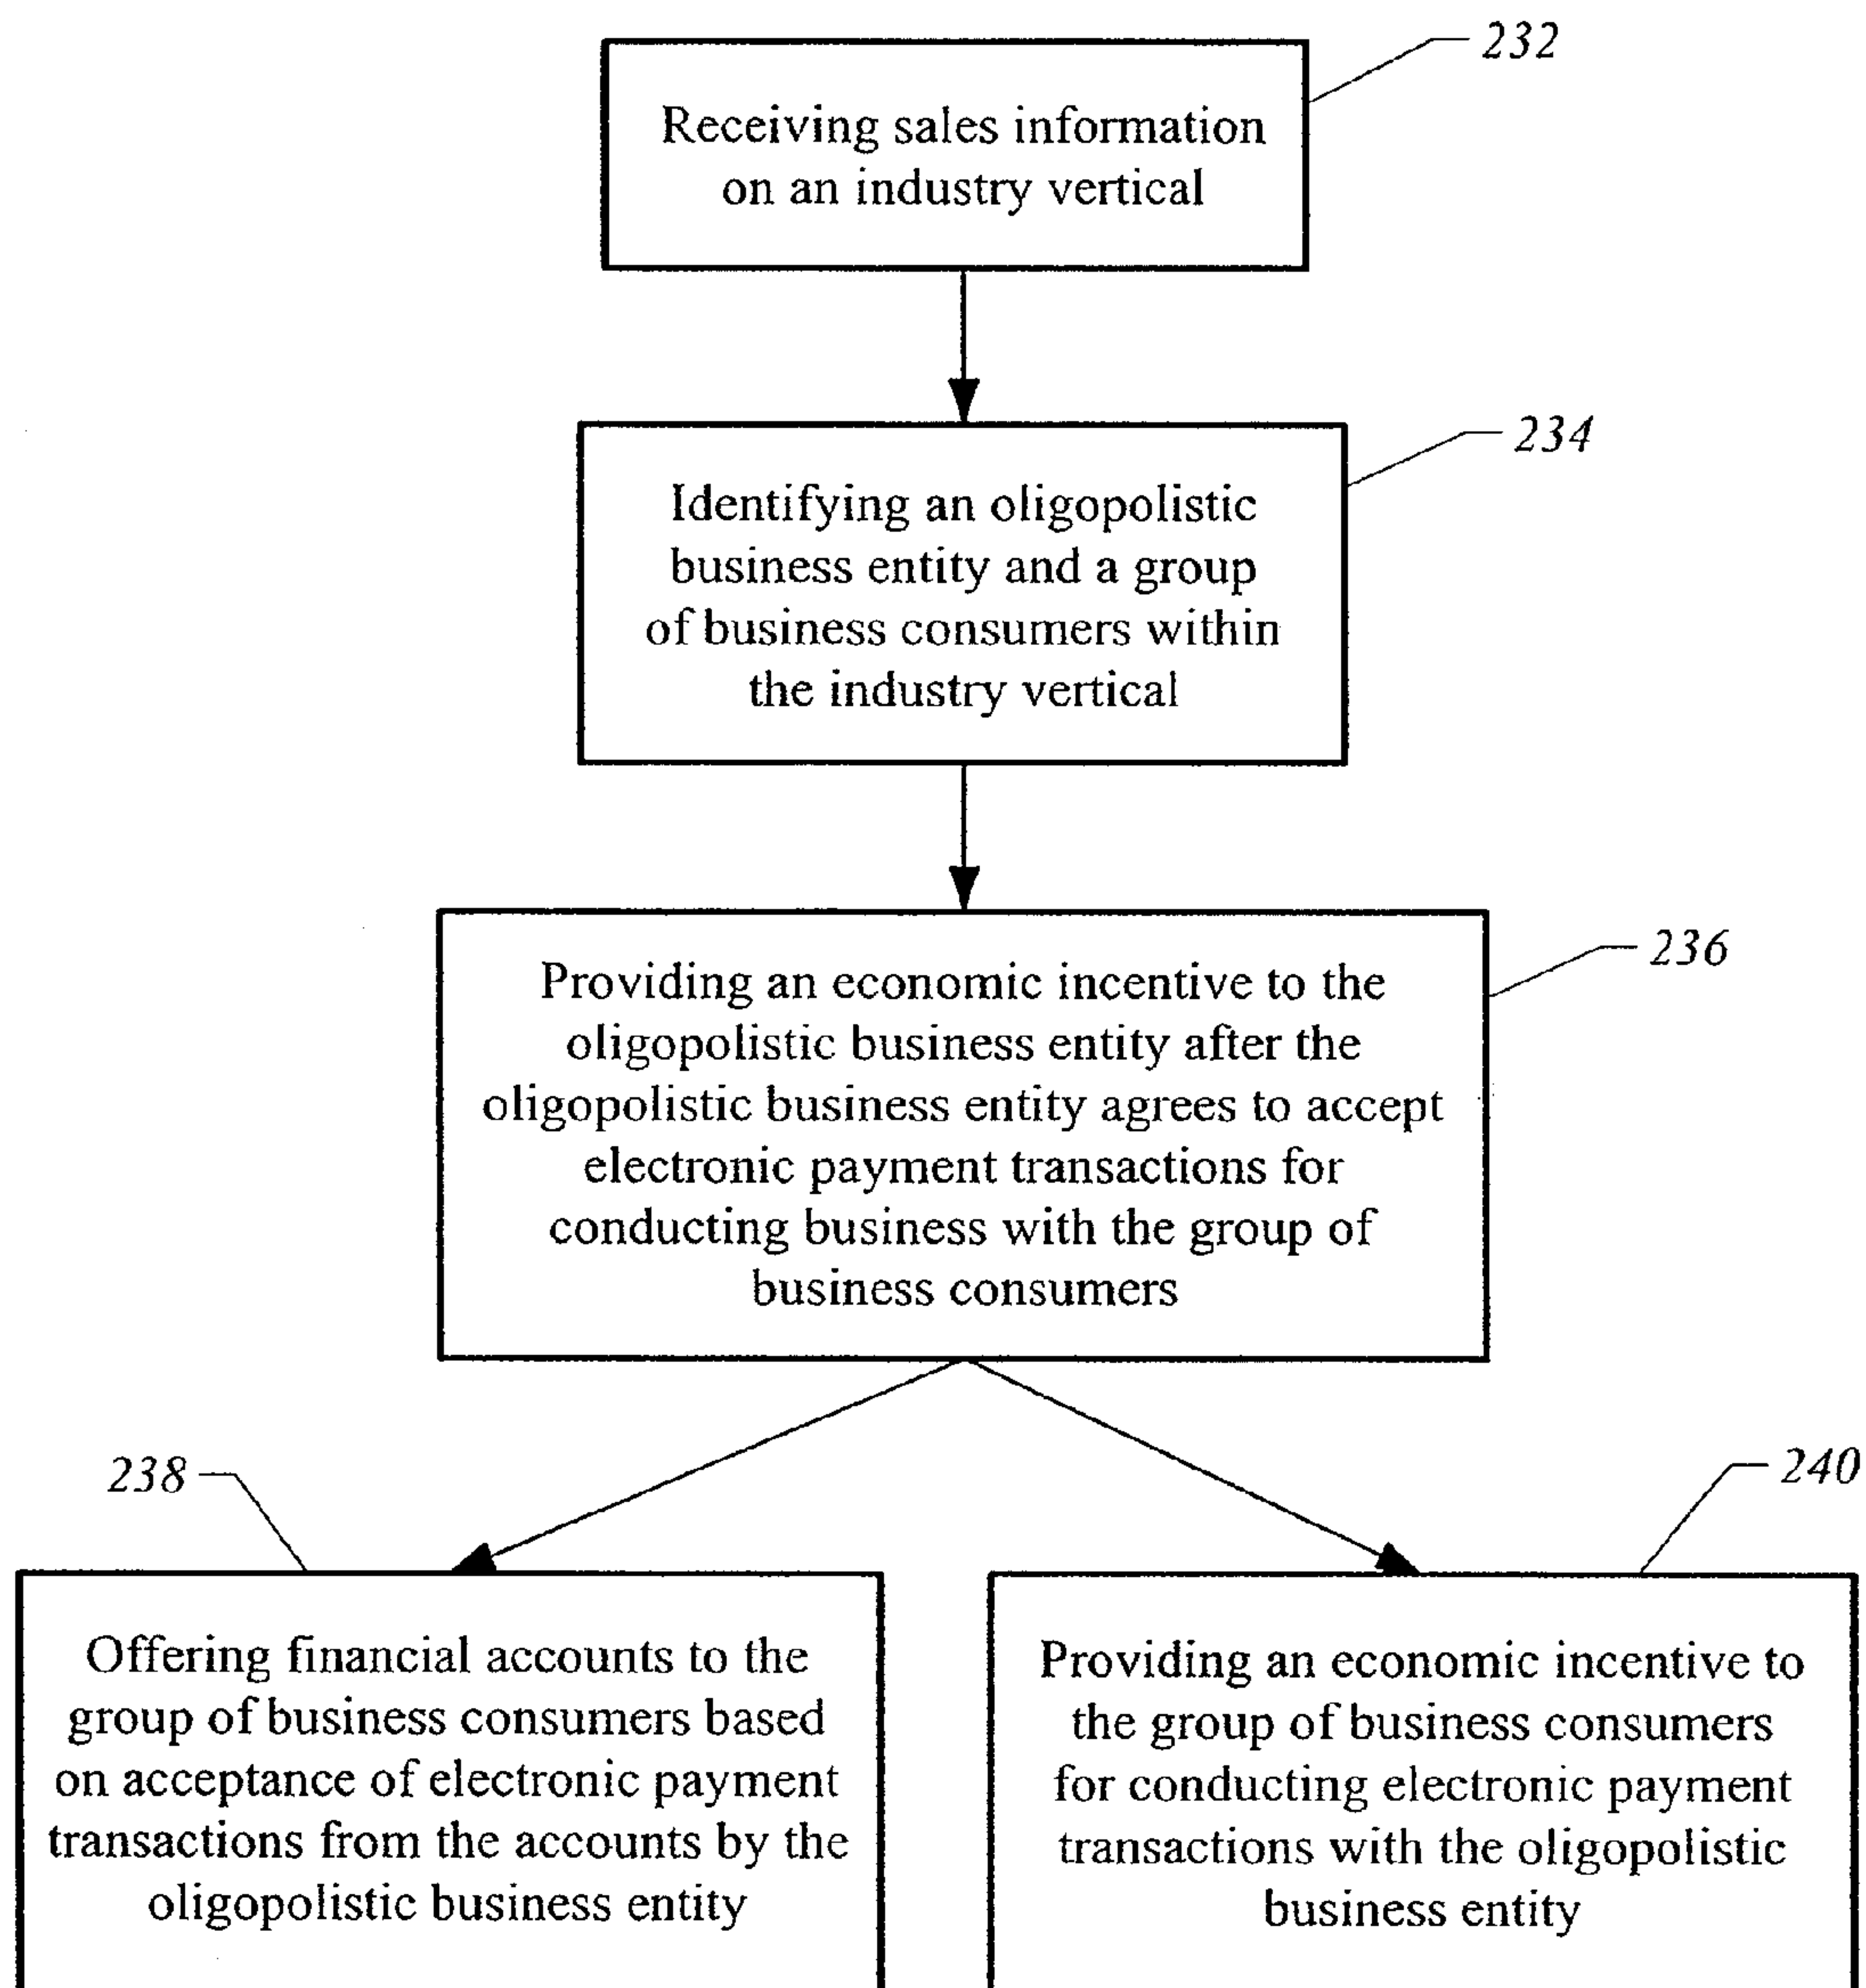 232
Receiving sales information
on an industry vertical
234
Identifying an oligopolistic
business entity and a group
of business consumers within
the industry vertical
236
Providing an economic incentive to the
oligopolistic business entity after the
oligopolistic business entity agrees to accept
electronic payment transactions for
conducting business with the group of
business consumers
238
Offering financial accounts to the
group of business consumers based
on acceptance of electronic payment
transactions from the accounts by the
oligopolistic business entity
240
Providing an economic incentive to
the group of business consumers
for conducting electronic payment
transactions with the oligopolistic
business entity